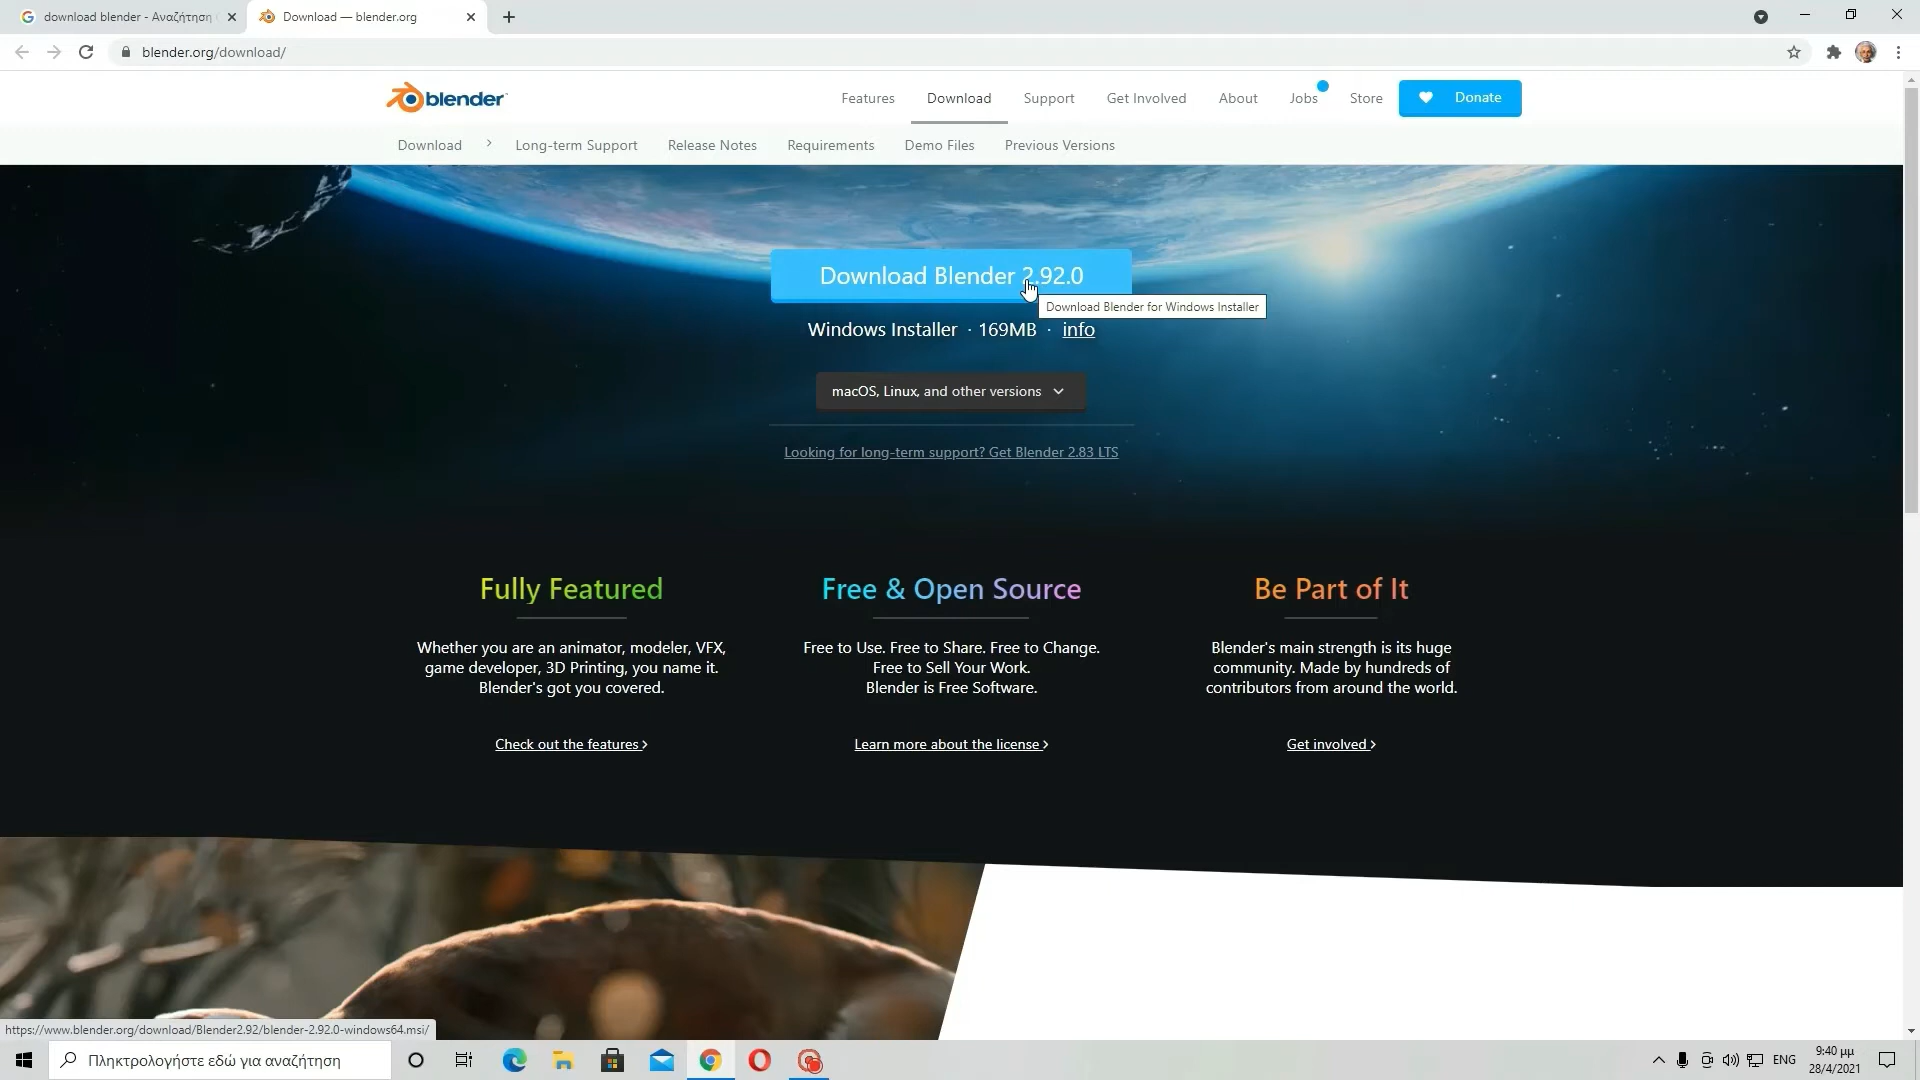 download blender - Αναζήτηση
Download — blender.org
blender.org/download/
blender
Features
Download
Support
Get Involved
About
Jobs
Store
Donate
Download
Long-term Support
Release Notes
Requirements
Demo Files
Previous Versions
Download Blender 2.92.0
Download Blender for Windows Installer
Windows Installer · 169MB · info
macOS, Linux, and other versions
Looking for long-term support? Get Blender 2.83 LTS
Fully Featured
Whether you are an animator, modeler, VFX,
game developer, 3D Printing, you name it.
Blender's got you covered.
Check out the features ›
Free & Open Source
Free to Use. Free to Share. Free to Change.
Free to Sell Your Work.
Blender is Free Software.
Learn more about the license ›
Be Part of It
Blender's main strength is its huge
community. Made by hundreds of
contributors from around the world.
Get involved ›
https://www.blender.org/download/Blender2.92/blender-2.92.0-windows64.msi/
Πληκτρολογήστε εδώ για αναζήτηση
ENG
9:40 μμ
28/4/2021